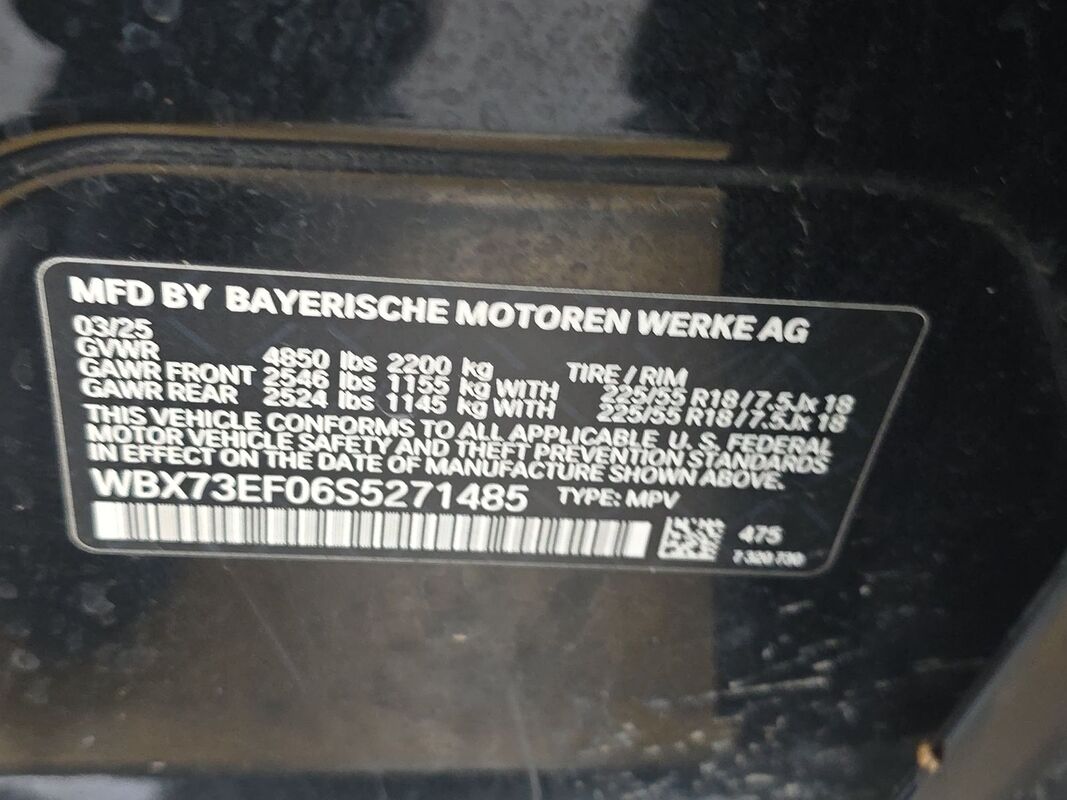 MFD BY BAYERISCHE MOTOREN WERKE AG
03/25
GVWR 4850 lbs 2200 kg TIRE / RIM
GAWR FRONT 2546 lbs 1155 kg WITH 225/55 R18/7.5Jx18
GAWR REAR 2524 lbs 1145 kg WITH 225/55 R18/7.5Jx18
THIS VEHICLE CONFORMS TO ALL APPLICABLE U.S. FEDERAL
MOTOR VEHICLE SAFETY AND THEFT PREVENTION STANDARDS
IN EFFECT ON THE DATE OF MANUFACTURE SHOWN ABOVE.
WBX73EF06S5271485 TYPE: MPV
475